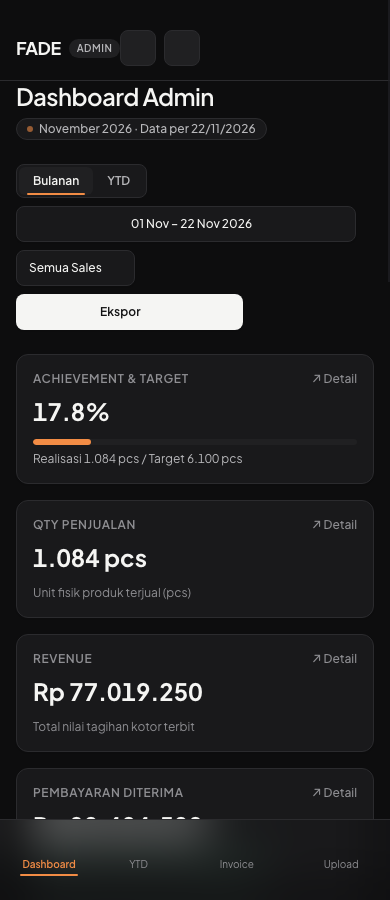 FADE ADMIN
Dashboard Admin
November 2026 · Data per 22/11/2026
Bulanan YTD
01 Nov – 22 Nov 2026
Semua Sales
Ekspor
ACHIEVEMENT & TARGET ↗ Detail
17.8%
Realisasi 1.084 pcs / Target 6.100 pcs
QTY PENJUALAN ↗ Detail
1.084 pcs
Unit fisik produk terjual (pcs)
REVENUE ↗ Detail
Rp 77.019.250
Total nilai tagihan kotor terbit
PEMBAYARAN DITERIMA ↗ Detail
Dashboard YTD Invoice Upload